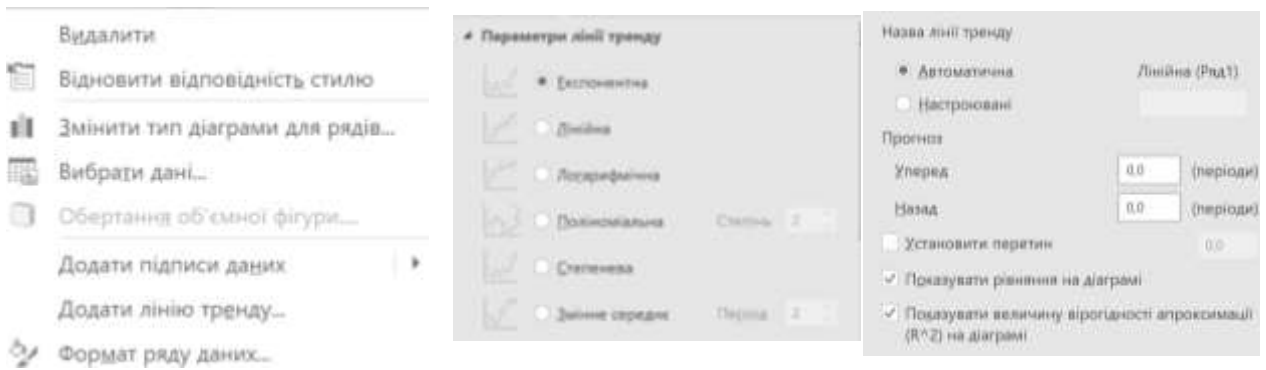 Видалити
Відновити відповідність стилю
Змінити тип діаграми для рядів...
Вибрати дані...
Обертання об'ємної фігури...
Додати підписи даних
Додати лінію тренду...
Формат ряду даних...
Параметри лінії тренду
Експонентна
Лінійна
Логарифмічна
Поліноміальна Степінь 2
Степенева
Змінне середнє Період 2
Назва лінії тренду
Автоматична Лінійна (Ряд1)
Настроювані
Прогноз
Уперед 0,0 (періоди)
Назад 0,0 (періоди)
Установити перетин 0,0
Показувати рівняння на діаграмі
Показувати величину вірогідності апроксимації
(R^2) на діаграмі